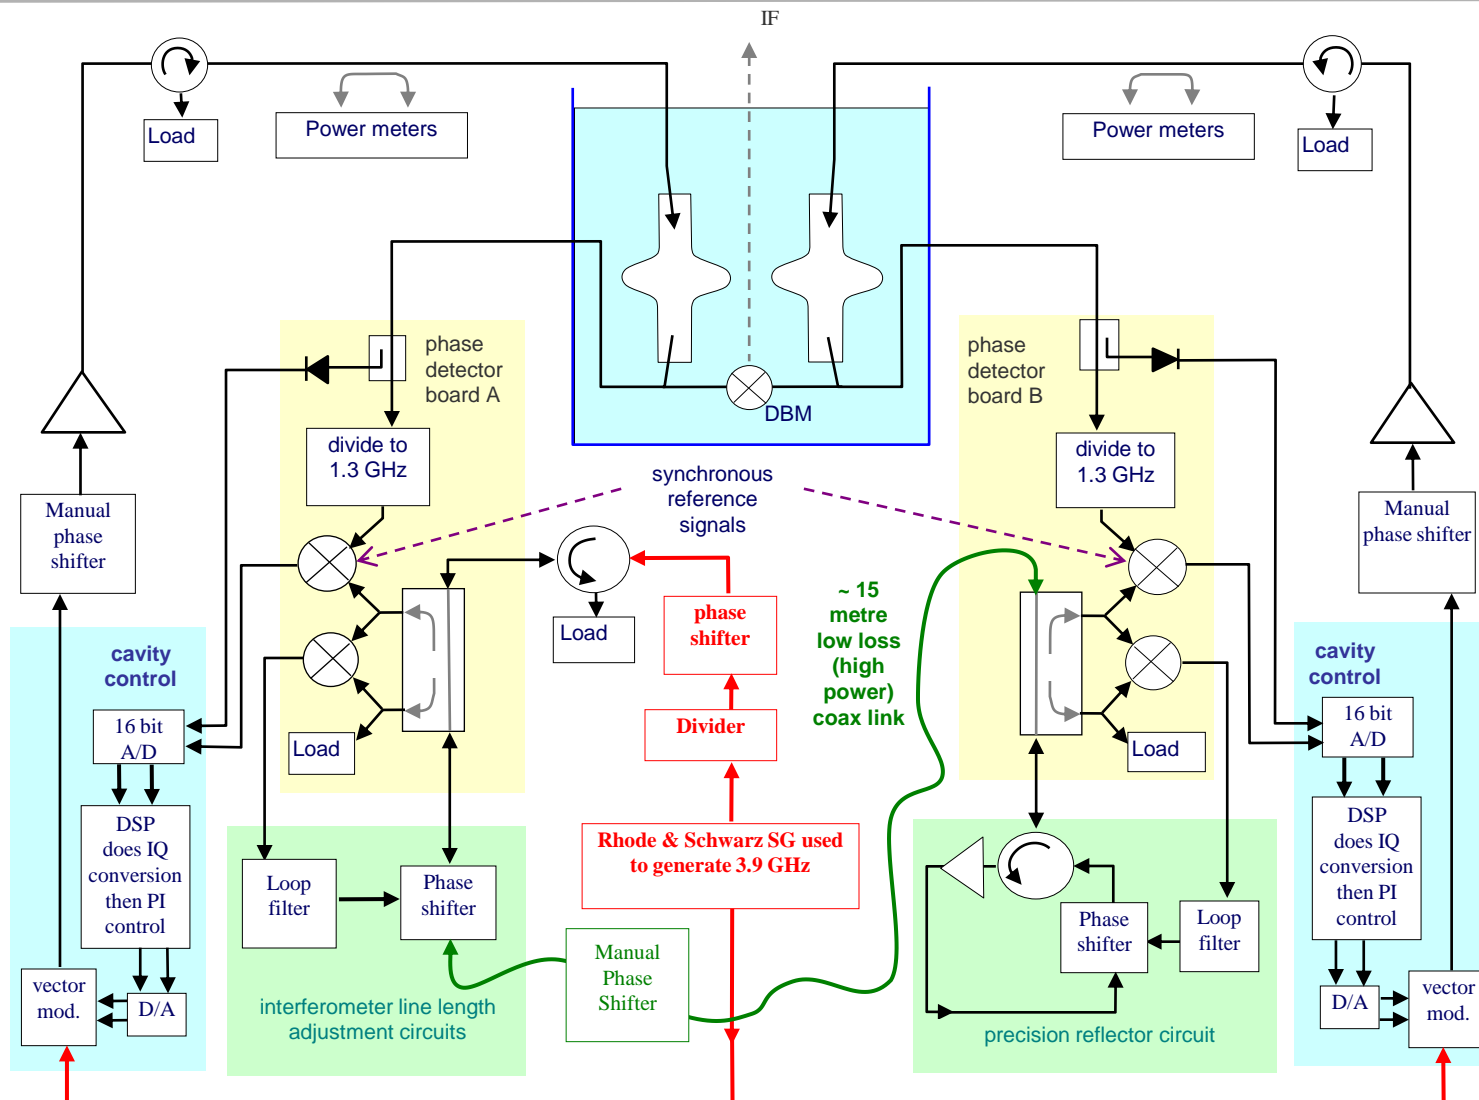 IF
Load
Power meters
Power meters
Load
phase
detector
board A
phase
detector
board B
DBM
divide to
1.3 GHz
divide to
1.3 GHz
synchronous
reference
signals
Manual
phase
shifter
Manual
phase shifter
~ 15
metre
low loss
(high
power)
coax link
phase
shifter
Load
cavity
control
cavity
control
16 bit
A/D
Divider
Load
Load
16 bit
A/D
DSP
does IQ
conversion
then PI
control
Rhode & Schwarz SG used
to generate 3.9 GHz
DSP
does IQ
conversion
then PI
control
Loop
filter
Phase
shifter
Phase
shifter
Loop
filter
Manual
Phase
Shifter
vector
mod.
D/A
interferometer line length
adjustment circuits
precision reflector circuit
D/A
vector
mod.